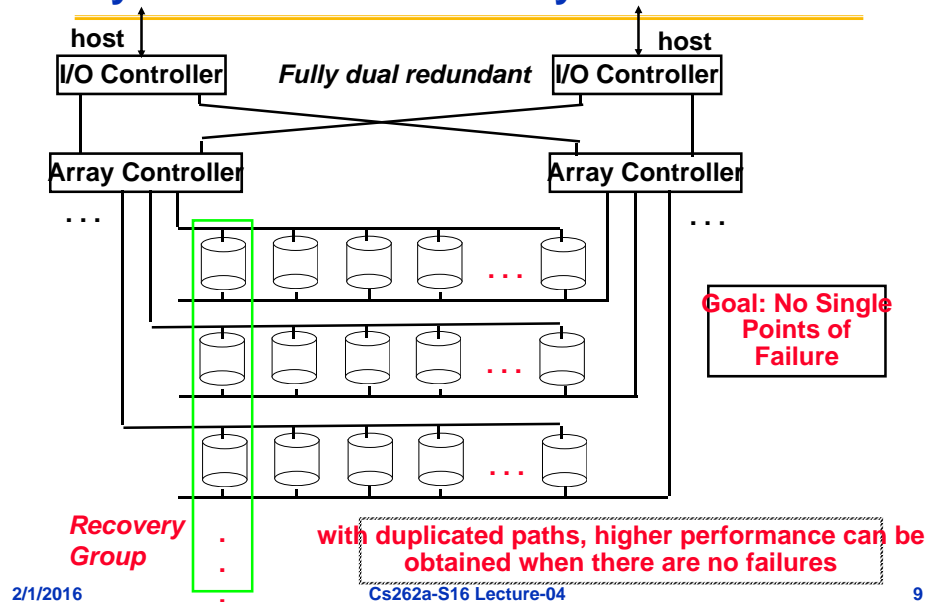 host
host
I/O Controller
Fully dual redundant
I/O Controller
Array Controller
Array Controller
. . .
. . .
. . .
Goal: No Single
Points of
Failure
. . .
. . .
Recovery
Group
.
.
.
with duplicated paths, higher performance can be
obtained when there are no failures
2/1/2016
Cs262a-S16 Lecture-04
9